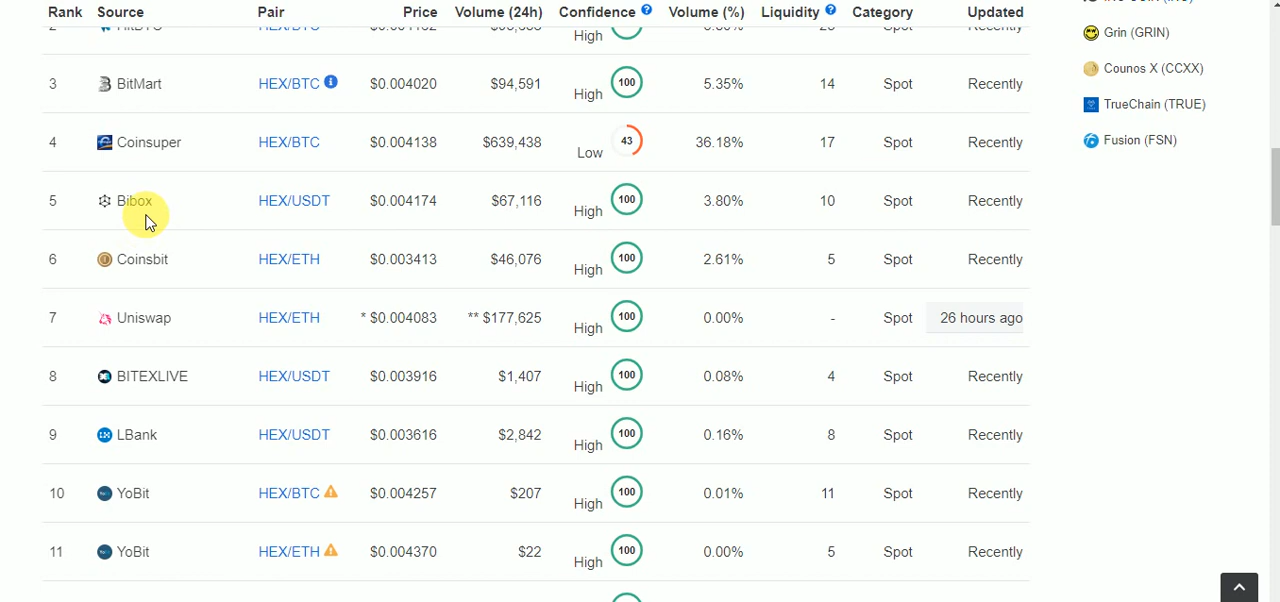 Rank Source Pair Price Volume (24h) Confidence ? Volume (%) Liquidity ? Category Updated
High
3 BitMart HEX/BTC $0.004020 $94,591 High 100 5.35% 14 Spot Recently
4 Coinsuper HEX/BTC $0.004138 $639,438 Low 43 36.18% 17 Spot Recently
5 Bibox HEX/USDT $0.004174 $67,116 High 100 3.80% 10 Spot Recently
6 Coinsbit HEX/ETH $0.003413 $46,076 High 100 2.61% 5 Spot Recently
7 Uniswap HEX/ETH * $0.004083 ** $177,625 High 100 0.00% - Spot 26 hours ago
8 BITEXLIVE HEX/USDT $0.003916 $1,407 High 100 0.08% 4 Spot Recently
9 LBank HEX/USDT $0.003616 $2,842 High 100 0.16% 8 Spot Recently
10 YoBit HEX/BTC $0.004257 $207 High 100 0.01% 11 Spot Recently
11 YoBit HEX/ETH $0.004370 $22 High 100 0.00% 5 Spot Recently
Grin (GRIN)
Counos X (CCXX)
TrueChain (TRUE)
Fusion (FSN)